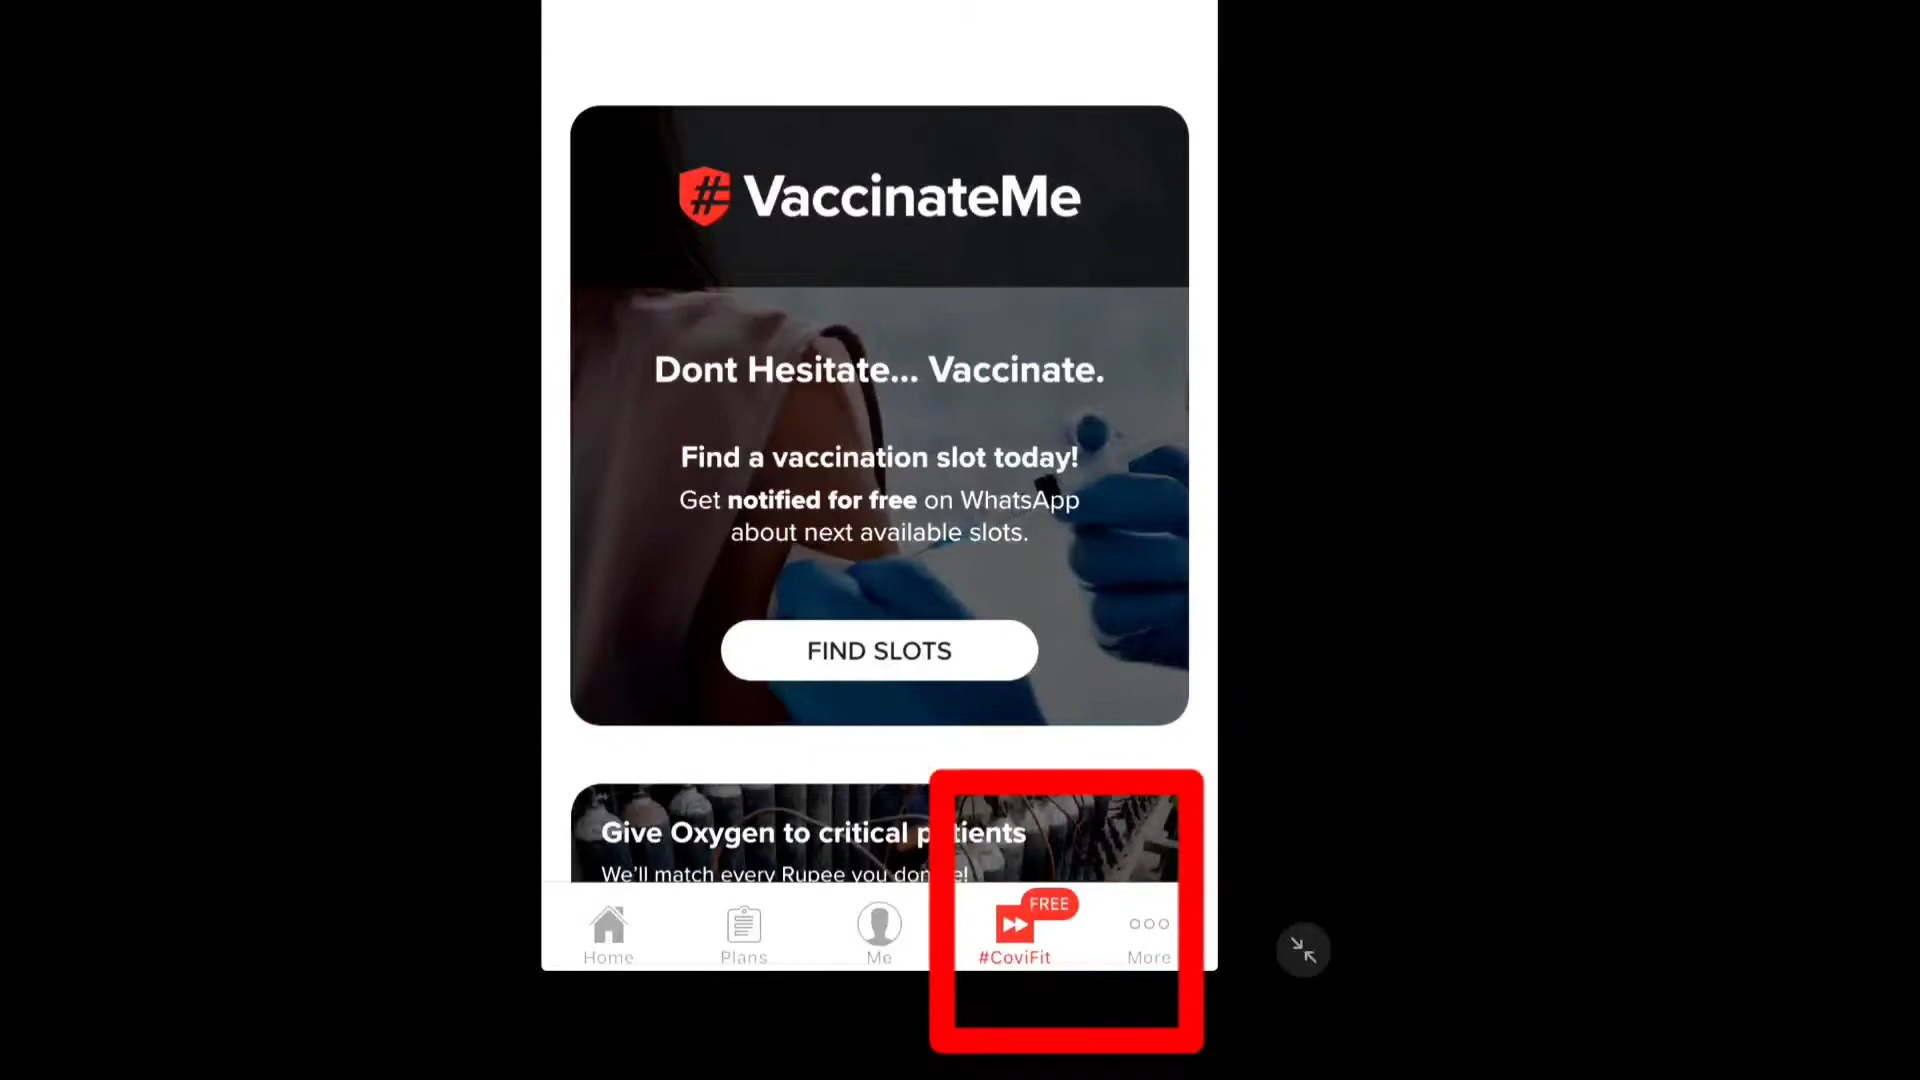 # VaccinateMe
Dont Hesitate... Vaccinate.
Find a vaccination slot today!
Get notified for free on WhatsApp
about next available slots.
FIND SLOTS
Give Oxygen to critical p tients
We'll match every Rupee you don e!
FREE
Home
Plans
Me
#CoviFit
More